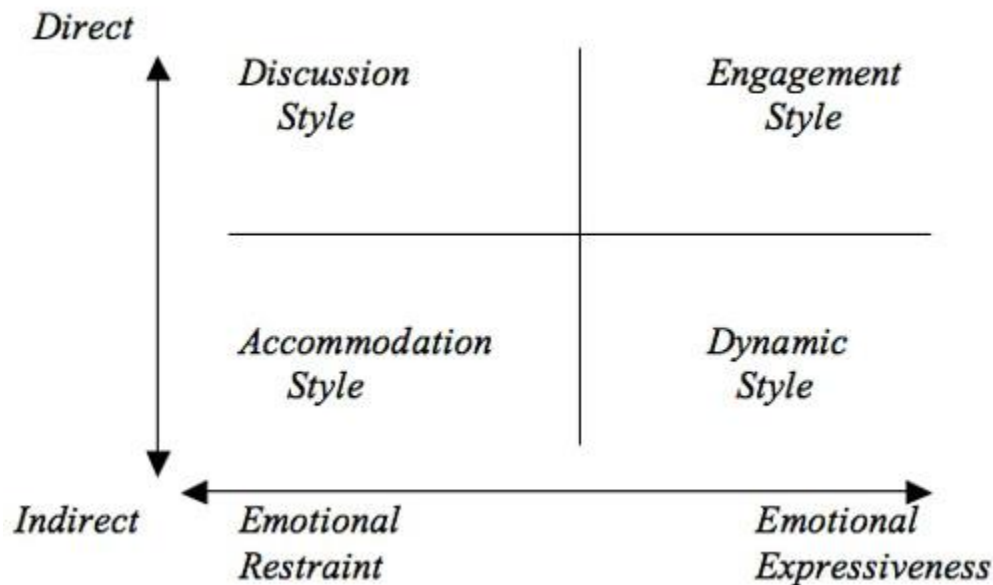 Direct
Discussion
Style
Engagement
Style
Accommodation
Style
Dynamic
Style
Indirect
Emotional
Restraint
Emotional
Expressiveness